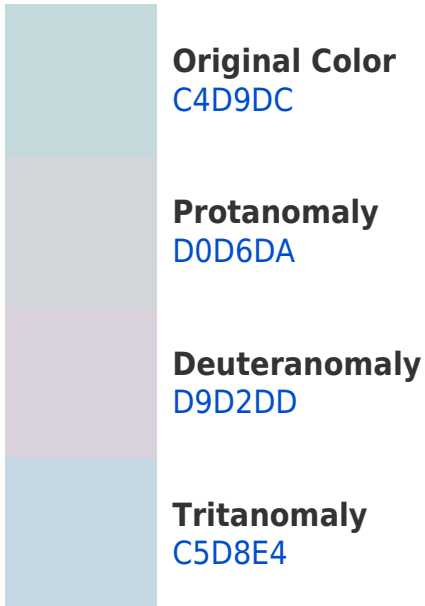 Original Color
C4D9DC
Protanomaly
D0D6DA
Deuteranomaly
D9D2DD
Tritanomaly
C5D8E4